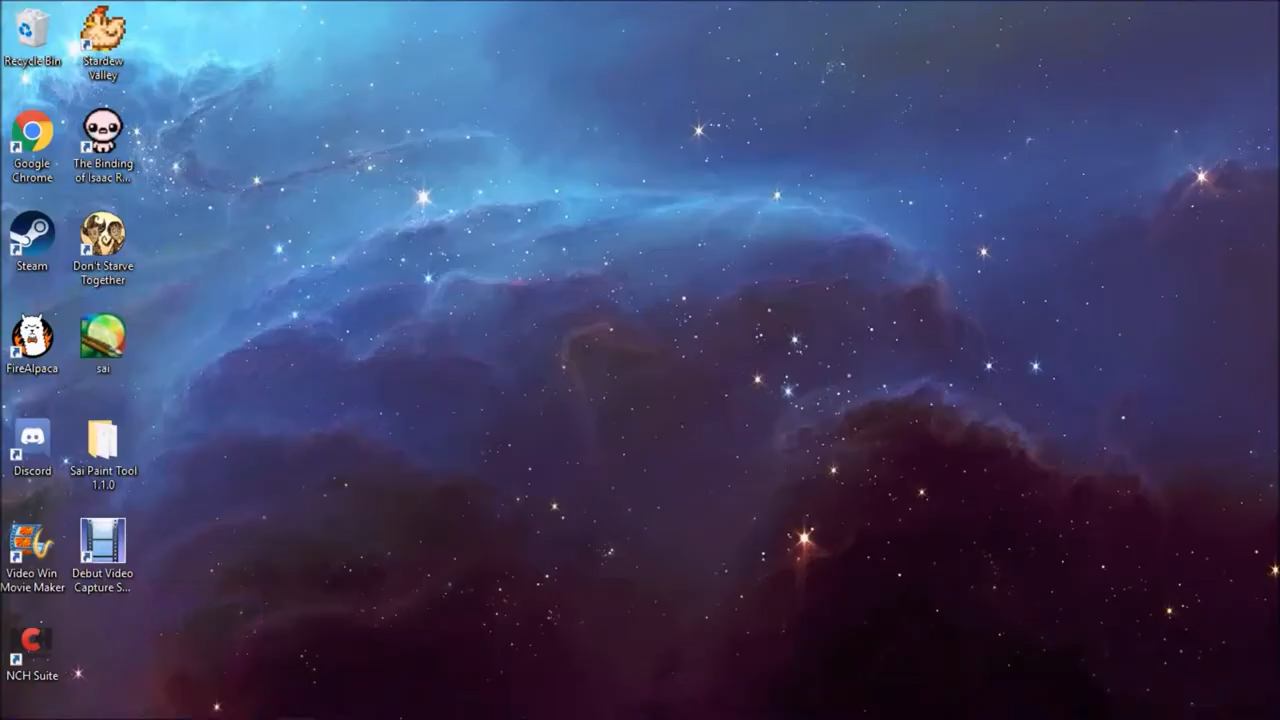 Recycle Bin
Stardew
Valley
Google
Chrome
The Binding
of Isaac R...
Steam
Don't Starve
Together
FireAlpaca
sai
Discord
Sai Paint Tool
1.1.0
Video Win
Movie Maker
Debut Video
Capture S...
NCH Suite